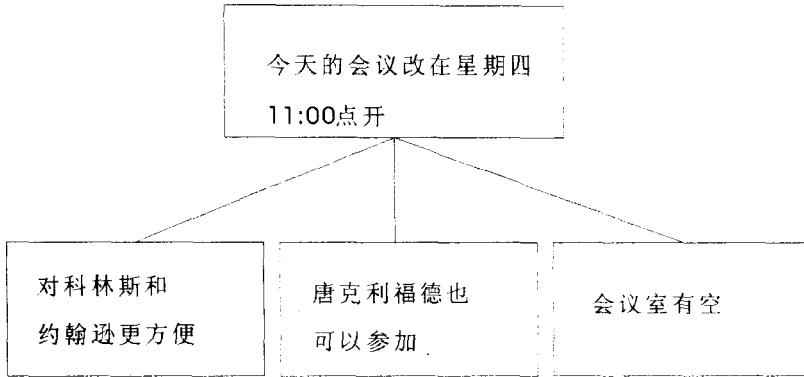 今天的会议改在星期四
11:00点开
对科林斯和
约翰逊更方便
唐克利福德也
可以参加
会议室有空